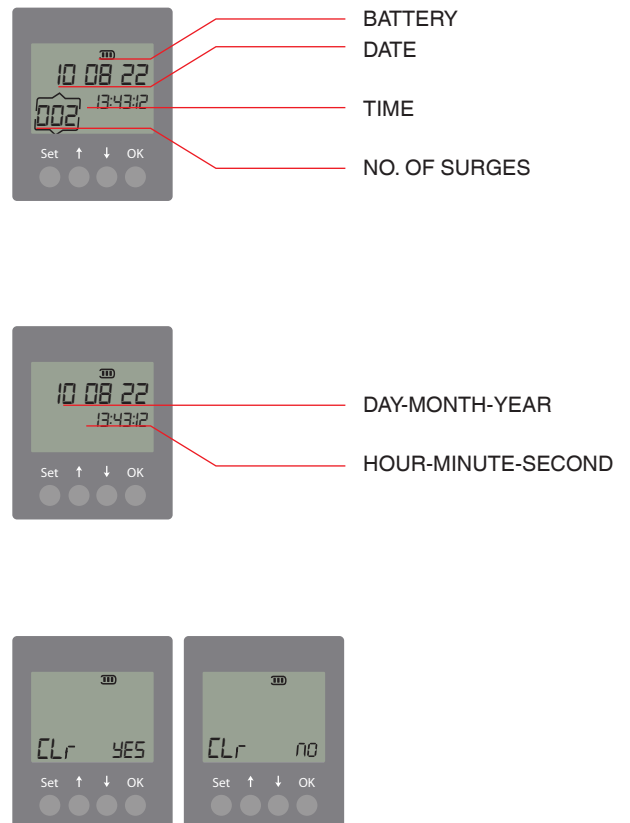 BATTERY
10 08 22
DATE
13:43:12
TIME
002
Set ↑ ↓ OK
NO. OF SURGES
10 08 22
DAY-MONTH-YEAR
13:43:12
Set ↑ ↓ OK
HOUR-MINUTE-SECOND
CLr YES
CLr no
Set ↑ ↓ OK
Set ↑ ↓ OK